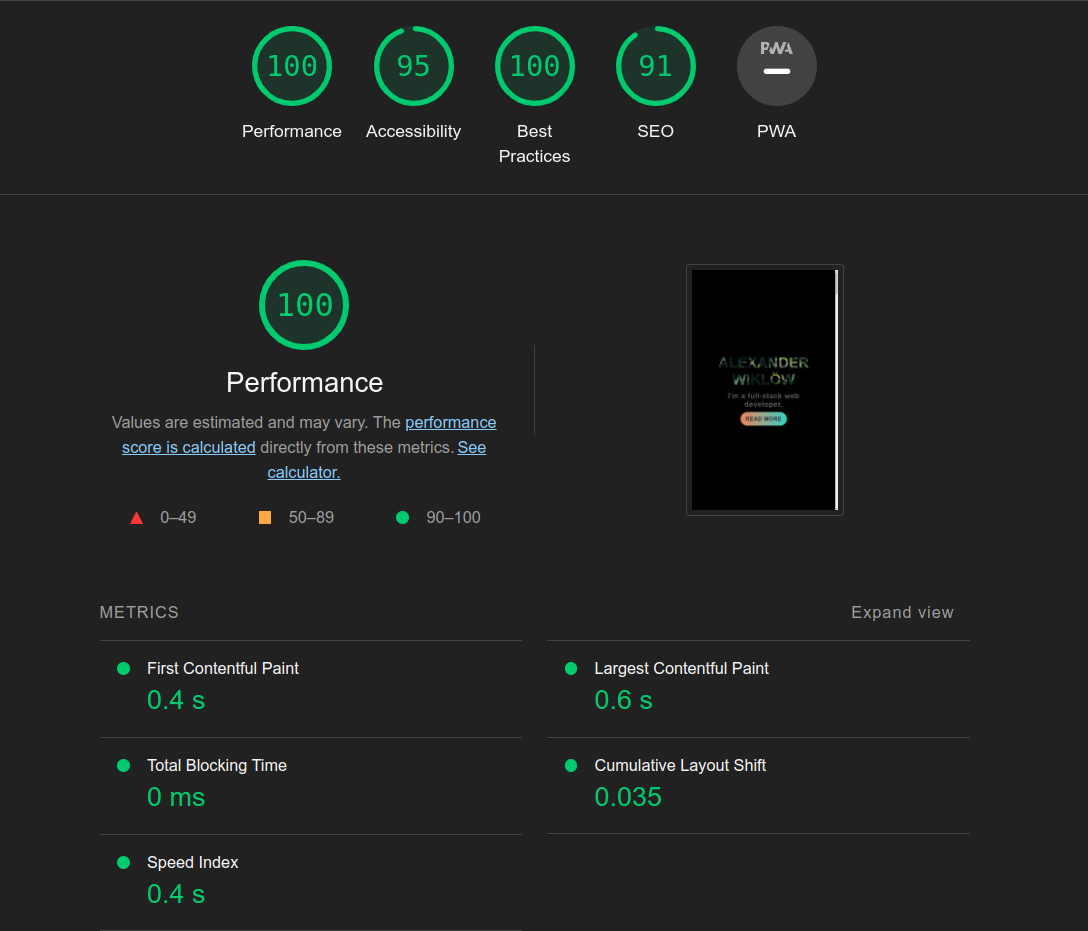 100
95
100
91
PWA
Performance
Accessibility
Best
Practices
SEO
PWA
100
Performance
Values are estimated and may vary. The performance
score is calculated directly from these metrics. See
calculator.
0–49
50–89
90–100
ALEXANDER
WIKLÖW
I'm a full-stack web
developer.
READ MORE
METRICS
Expand view
First Contentful Paint
0.4 s
Largest Contentful Paint
0.6 s
Total Blocking Time
0 ms
Cumulative Layout Shift
0.035
Speed Index
0.4 s